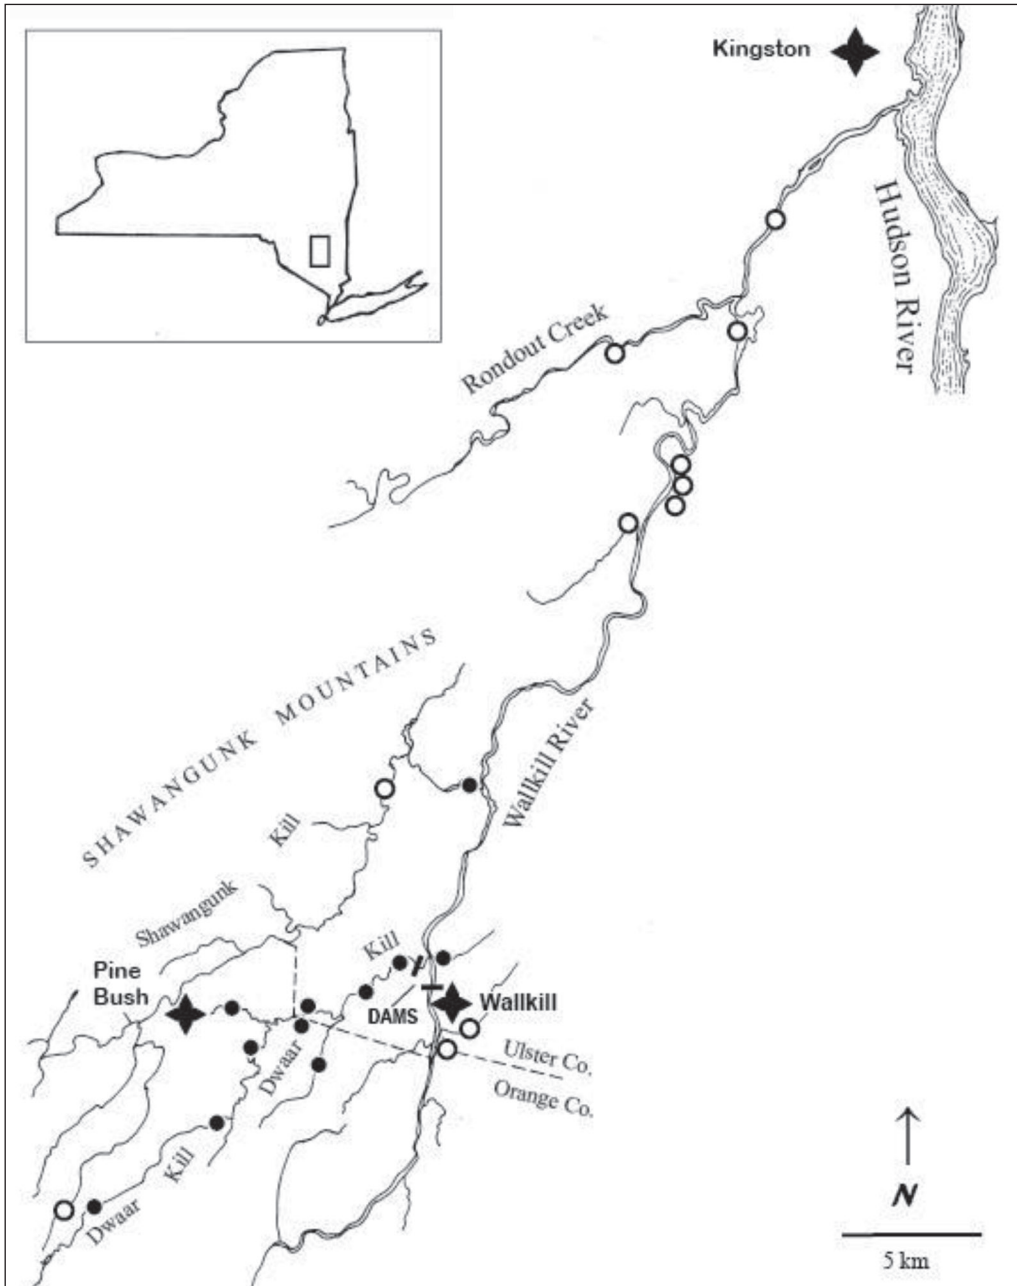 Kingston
Hudson River
Rondout Creek
SHAWANGUNK MOUNTAINS
Wallkill River
Kill
Shawangunk
Kill
Pine
Bush
DAMS
Wallkill
Dwaar
Ulster Co.
Orange Co.
Kill
Dwaar
N
5 km